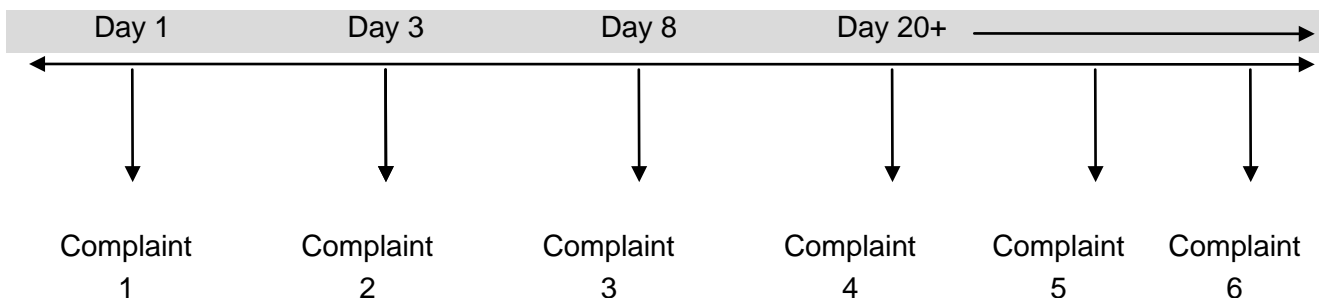 Day 1 Day 3 Day 8 Day 20+
Complaint Complaint Complaint Complaint Complaint Complaint
1 2 3 4 5 6